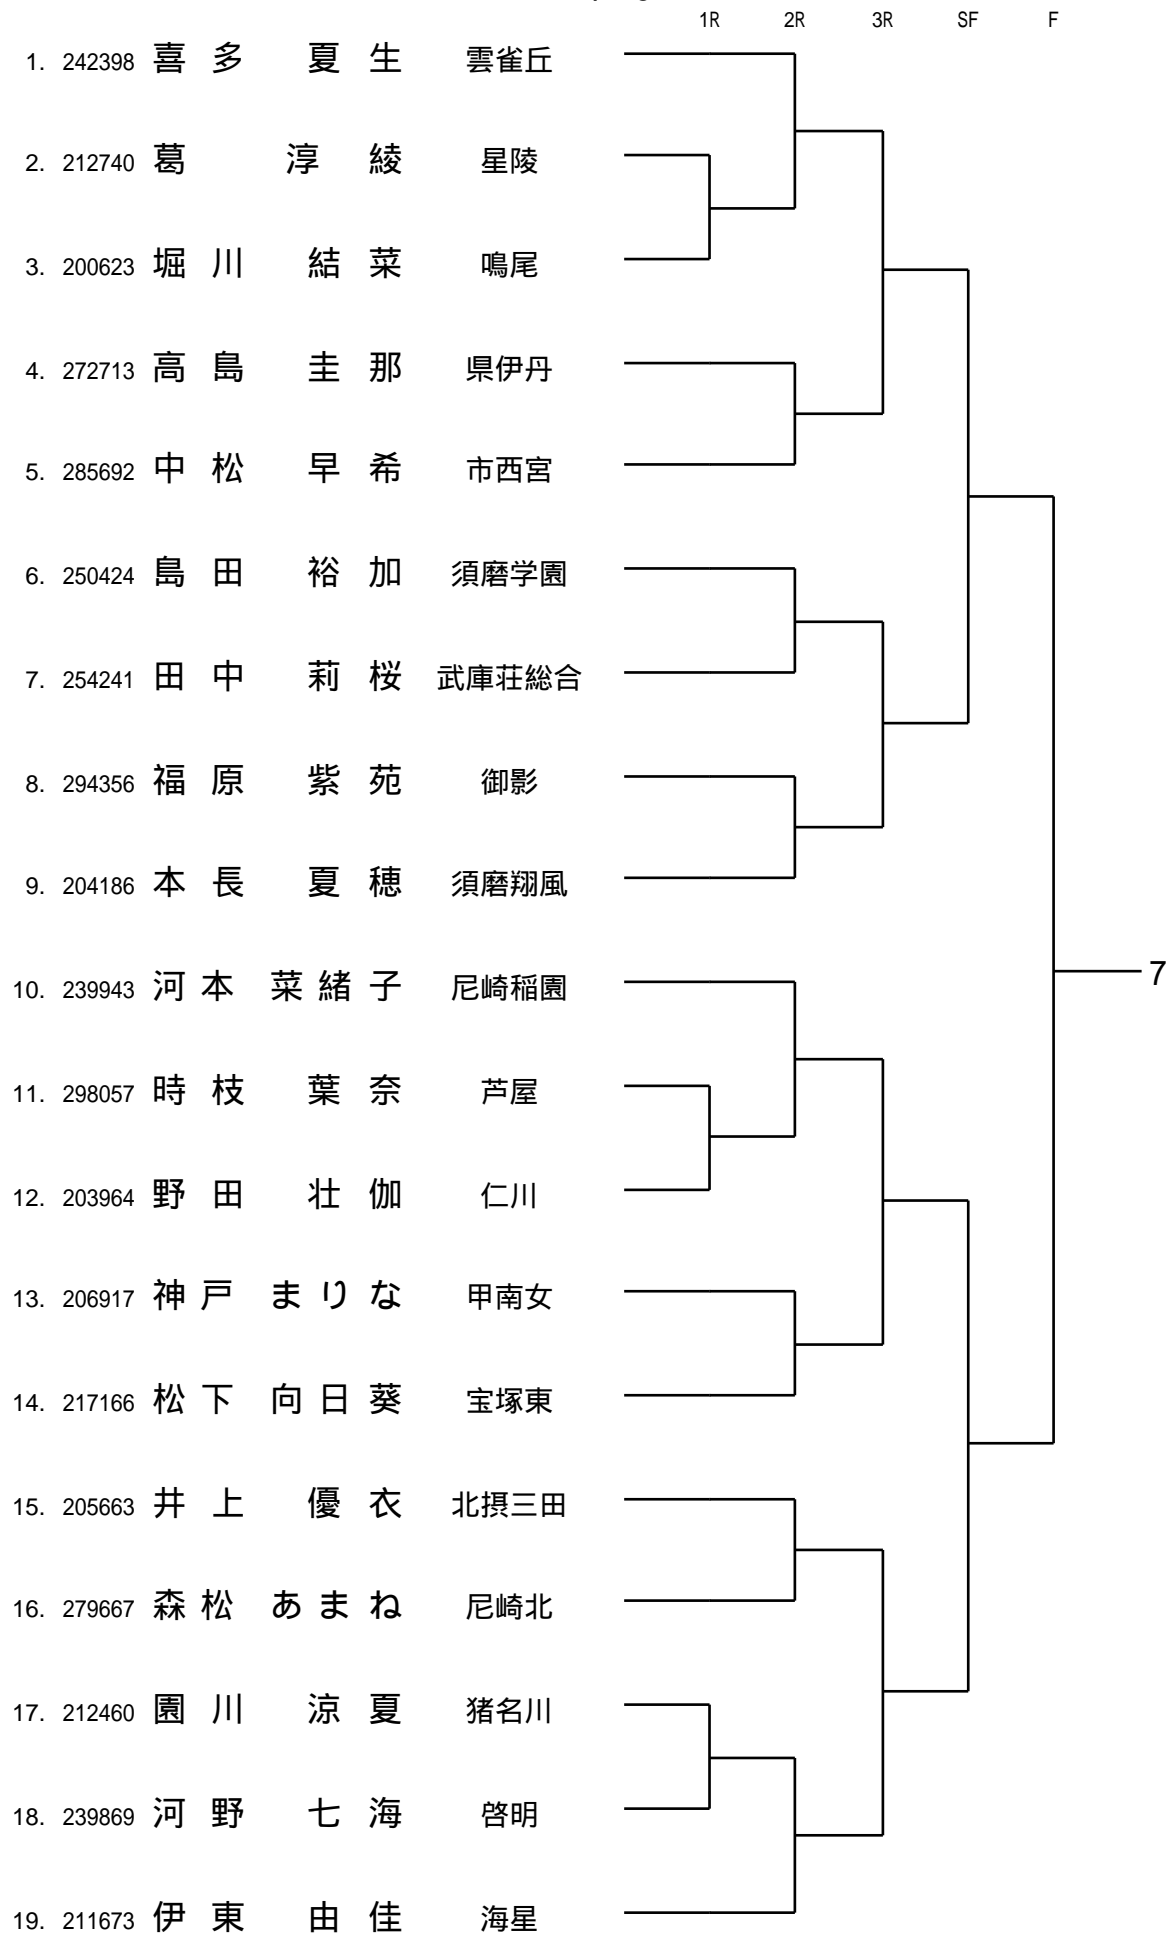 1R 2R 3R SF F
1. 242398 喜多 夏生 雲雀丘
2. 212740 葛 淳綾 星陵
3. 200623 堀川 結菜 鳴尾
4. 272713 高島 圭那 県伊丹
5. 285692 中松 早希 市西宮
6. 250424 島田 裕加 須磨学園
7. 254241 田中 莉桜 武庫荘総合
8. 294356 福原 紫苑 御影
9. 204186 本長 夏穂 須磨翔風
10. 239943 河本 菜緒子 尼崎稲園
7
11. 298057 時枝 葉奈 芦屋
12. 203964 野田 壮伽 仁川
13. 206917 神戸 まりな 甲南女
14. 217166 松下 向日葵 宝塚東
15. 205663 井上 優衣 北摂三田
16. 279667 森松 あまね 尼崎北
17. 212460 園川 涼夏 猪名川
18. 239869 河野 七海 啓明
19. 211673 伊東 由佳 海星